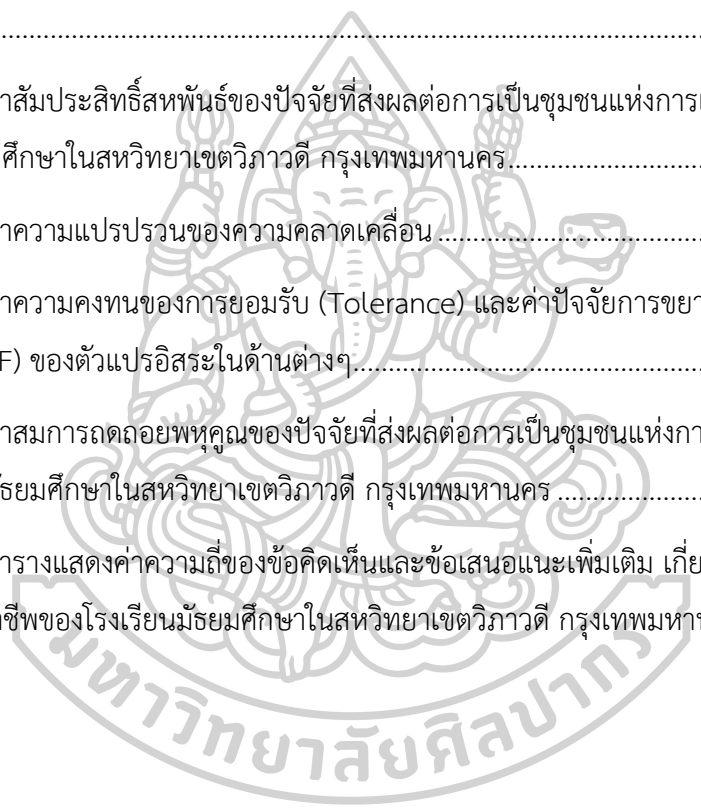 ................................................................................
าสัมประสิทธิ์สหพันธ์ของปัจจัยที่ส่งผลต่อการเป็นชุมชนแห่งการเ
ศึกษาในสหวิทยาเขตวิภาวดี กรุงเทพมหานคร..............................
าความแปรปรวนของความคลาดเคลื่อน ........................................
าความคงทนของการยอมรับ (Tolerance) และค่าปัจจัยการขยา
F) ของตัวแปรอิสระในด้านต่างๆ..................................................
าสมการถดถอยพหุคูณของปัจจัยที่ส่งผลต่อการเป็นชุมชนแห่งกา
ัธยมศึกษาในสหวิทยาเขตวิภาวดี กรุงเทพมหานคร .......................
ารางแสดงค่าความถี่ของข้อคิดเห็นและข้อเสนอแนะเพิ่มเติม เกี่ย
าชีพของโรงเรียนมัธยมศึกษาในสหวิทยาเขตวิภาวดี กรุงเทพมหาน
มหาวิทยาลัยศิลปากร